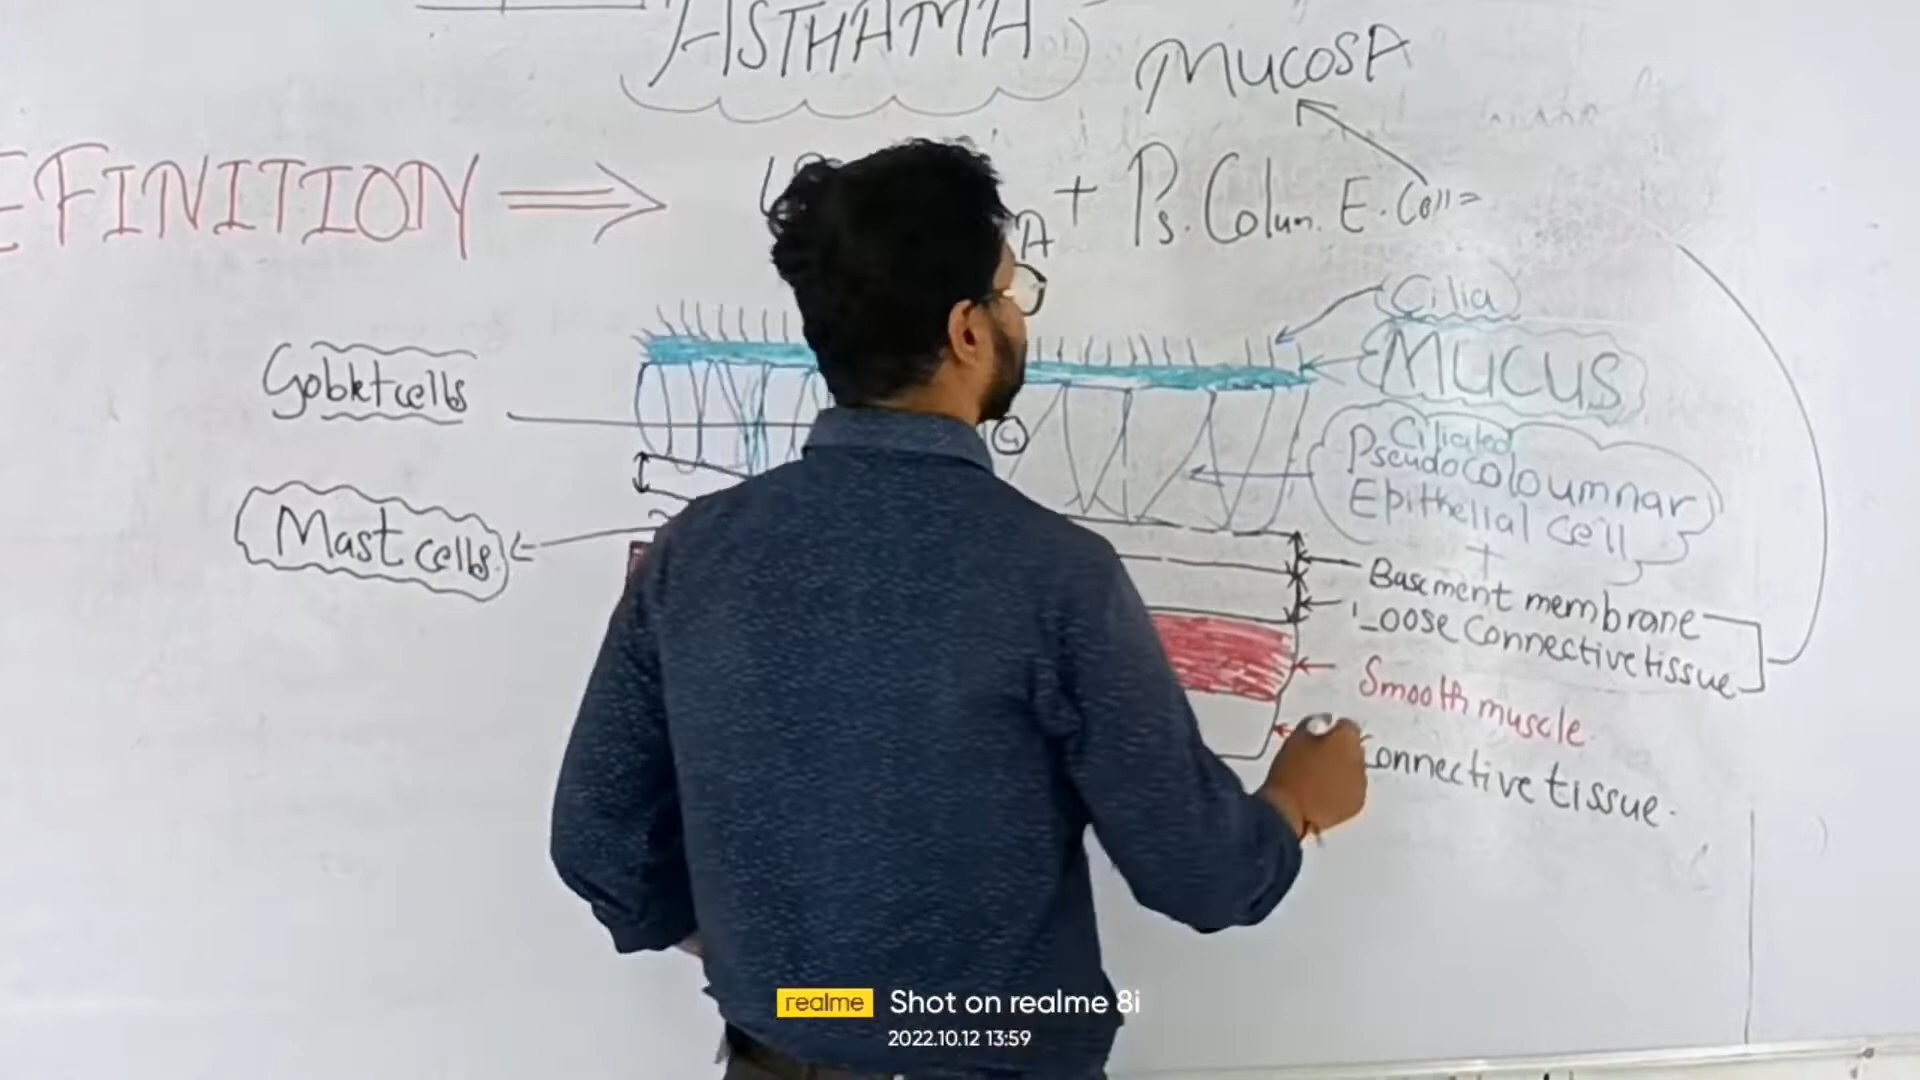 ASTHAMA
MUCOSA
EFINITION ⇒
A + Ps. Colum. E. Cell =
Cilia
MUCUS
Gobletcells
Ciliated
Pseudocoloumnar
Epithelial cell
+
Mast cells
Basement membrane
Loose Connective tissue
Smooth muscle
Connective tissue.
G
realme Shot on realme 8i
2022.10.12 13:59